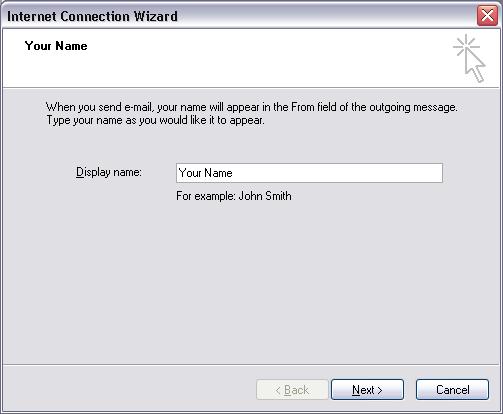 Internet Connection Wizard
Your Name
When you send e-mail, your name will appear in the From field of the outgoing message.
Type your name as you would like it to appear.
Display name: Your Name
For example: John Smith
< Back Next > Cancel